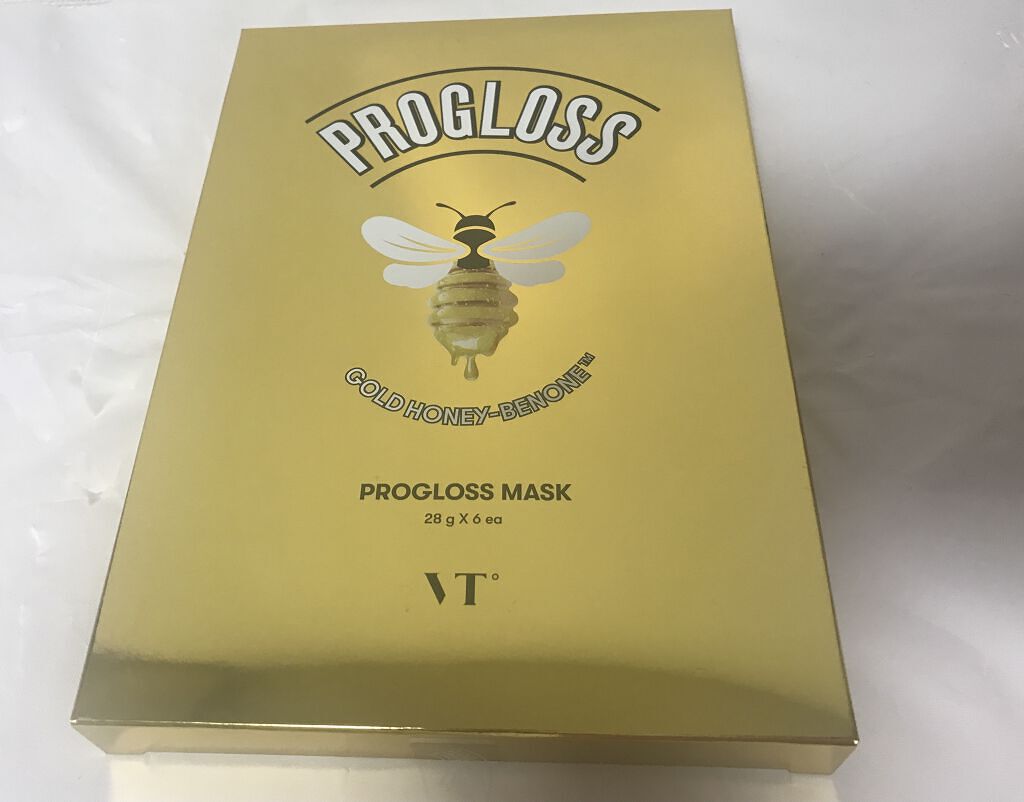 PROGLOSS
GOLD HONEY-BENONE™
PROGLOSS MASK
28 g X 6 ea
VT°